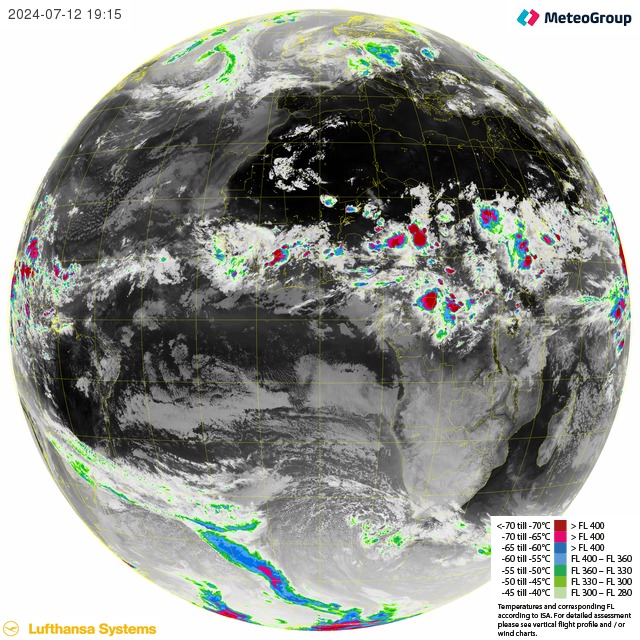 2024-07-12 19:15
MeteoGroup
<-70 till -70°C > FL 400
-70 till -65°C > FL 400
-65 till -60°C > FL 400
-60 till -55°C FL 400 – FL 360
-55 till -50°C FL 360 – FL 330
-50 till -45°C FL 330 – FL 300
-45 till -40°C FL 300 – FL 280
Temperatures and corresponding FL
according to ISA. For detailed assessment
please see vertical flight profile and / or
wind charts.
Lufthansa Systems